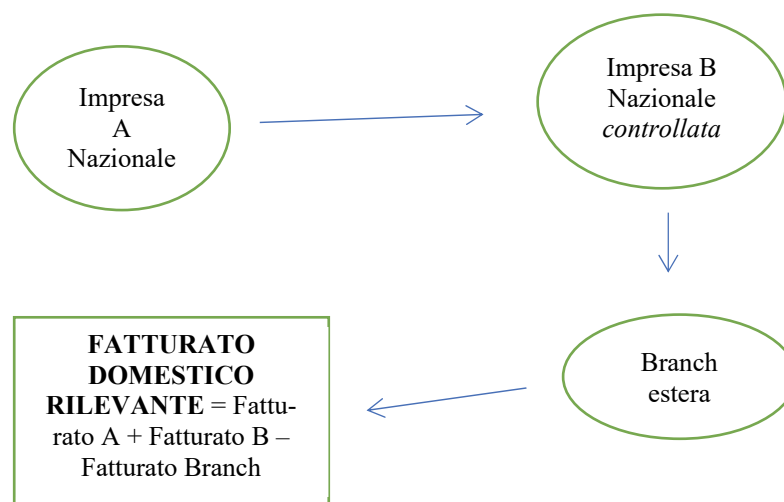 Impresa
A
Nazionale
Impresa B
Nazionale
controllata
FATTURATO
DOMESTICO
RILEVANTE = Fattu-
rato A + Fatturato B –
Fatturato Branch
Branch
estera